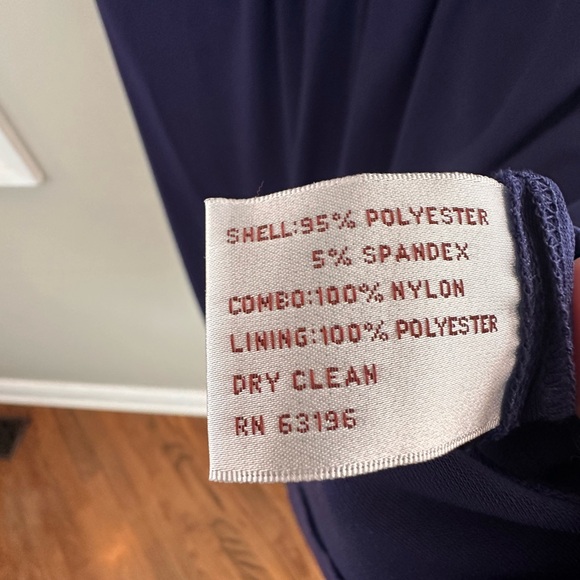 SHELL:95% POLYESTER
5% SPANDEX
COMBO:100% NYLON
LINING:100% POLYESTER
DRY CLEAN
RN 63196